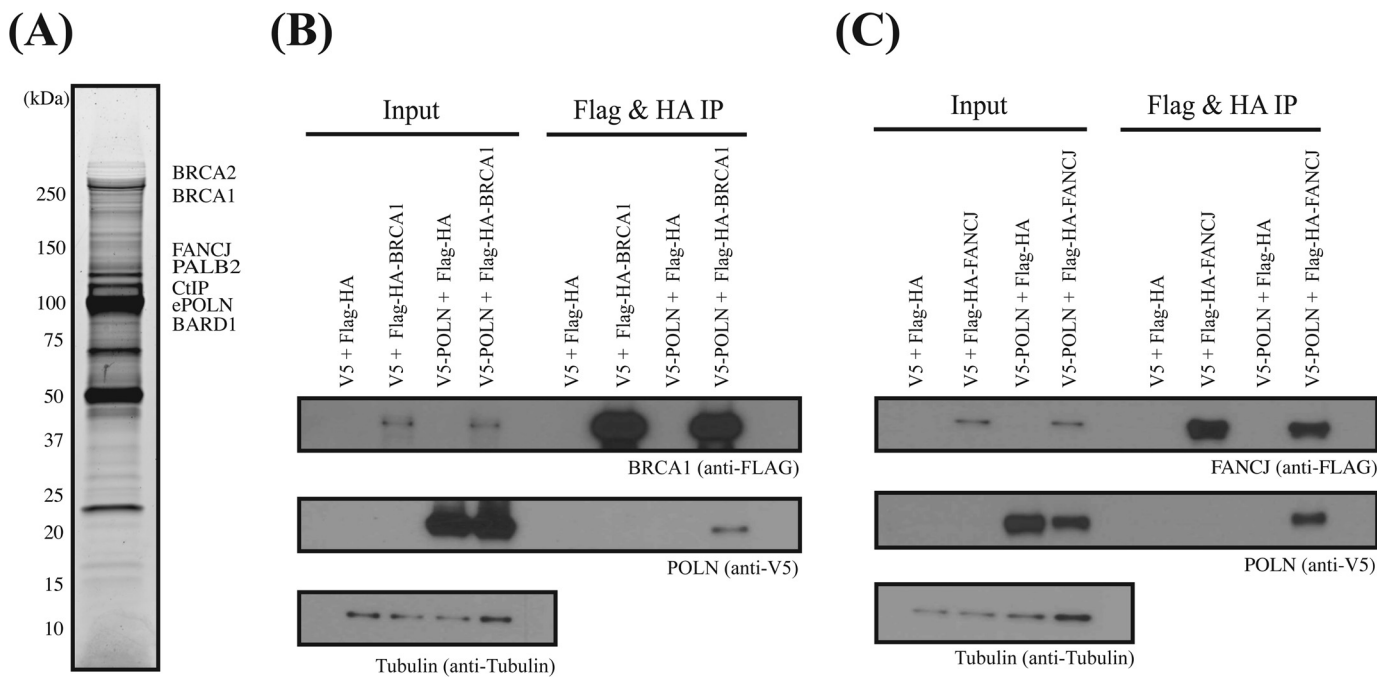 (A)
(kDa)
250
150
100
75
50
37
25
20
15
10
BRCA2
BRCA1
FANCJ
PALB2
CtIP
ePOLN
BARD1
(B)
Input
Flag & HA IP
V5 + Flag-HA
V5 + Flag-HA-BRCA1
V5-POLN + Flag-HA
V5-POLN + Flag-HA-BRCA1
V5 + Flag-HA
V5 + Flag-HA-BRCA1
V5-POLN + Flag-HA
V5-POLN + Flag-HA-BRCA1
BRCA1 (anti-FLAG)
POLN (anti-V5)
Tubulin (anti-Tubulin)
(C)
Input
Flag & HA IP
V5 + Flag-HA
V5 + Flag-HA-FANCJ
V5-POLN + Flag-HA
V5-POLN + Flag-HA-FANCJ
V5 + Flag-HA
V5 + Flag-HA-FANCJ
V5-POLN + Flag-HA
V5-POLN + Flag-HA-FANCJ
FANCJ (anti-FLAG)
POLN (anti-V5)
Tubulin (anti-Tubulin)